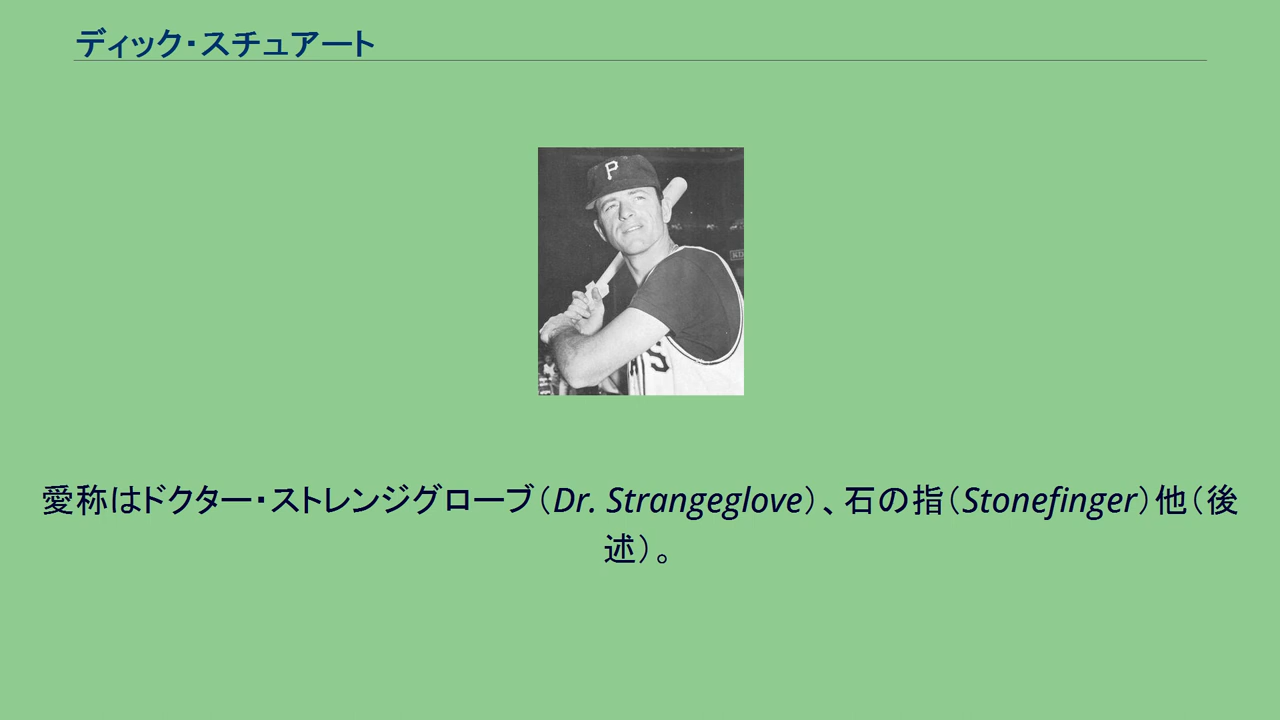 ディック・スチュアート
P
S
愛称はドクター・ストレンジグローブ（Dr. Strangeglove）、石の指（Stonefinger）他（後
述）。